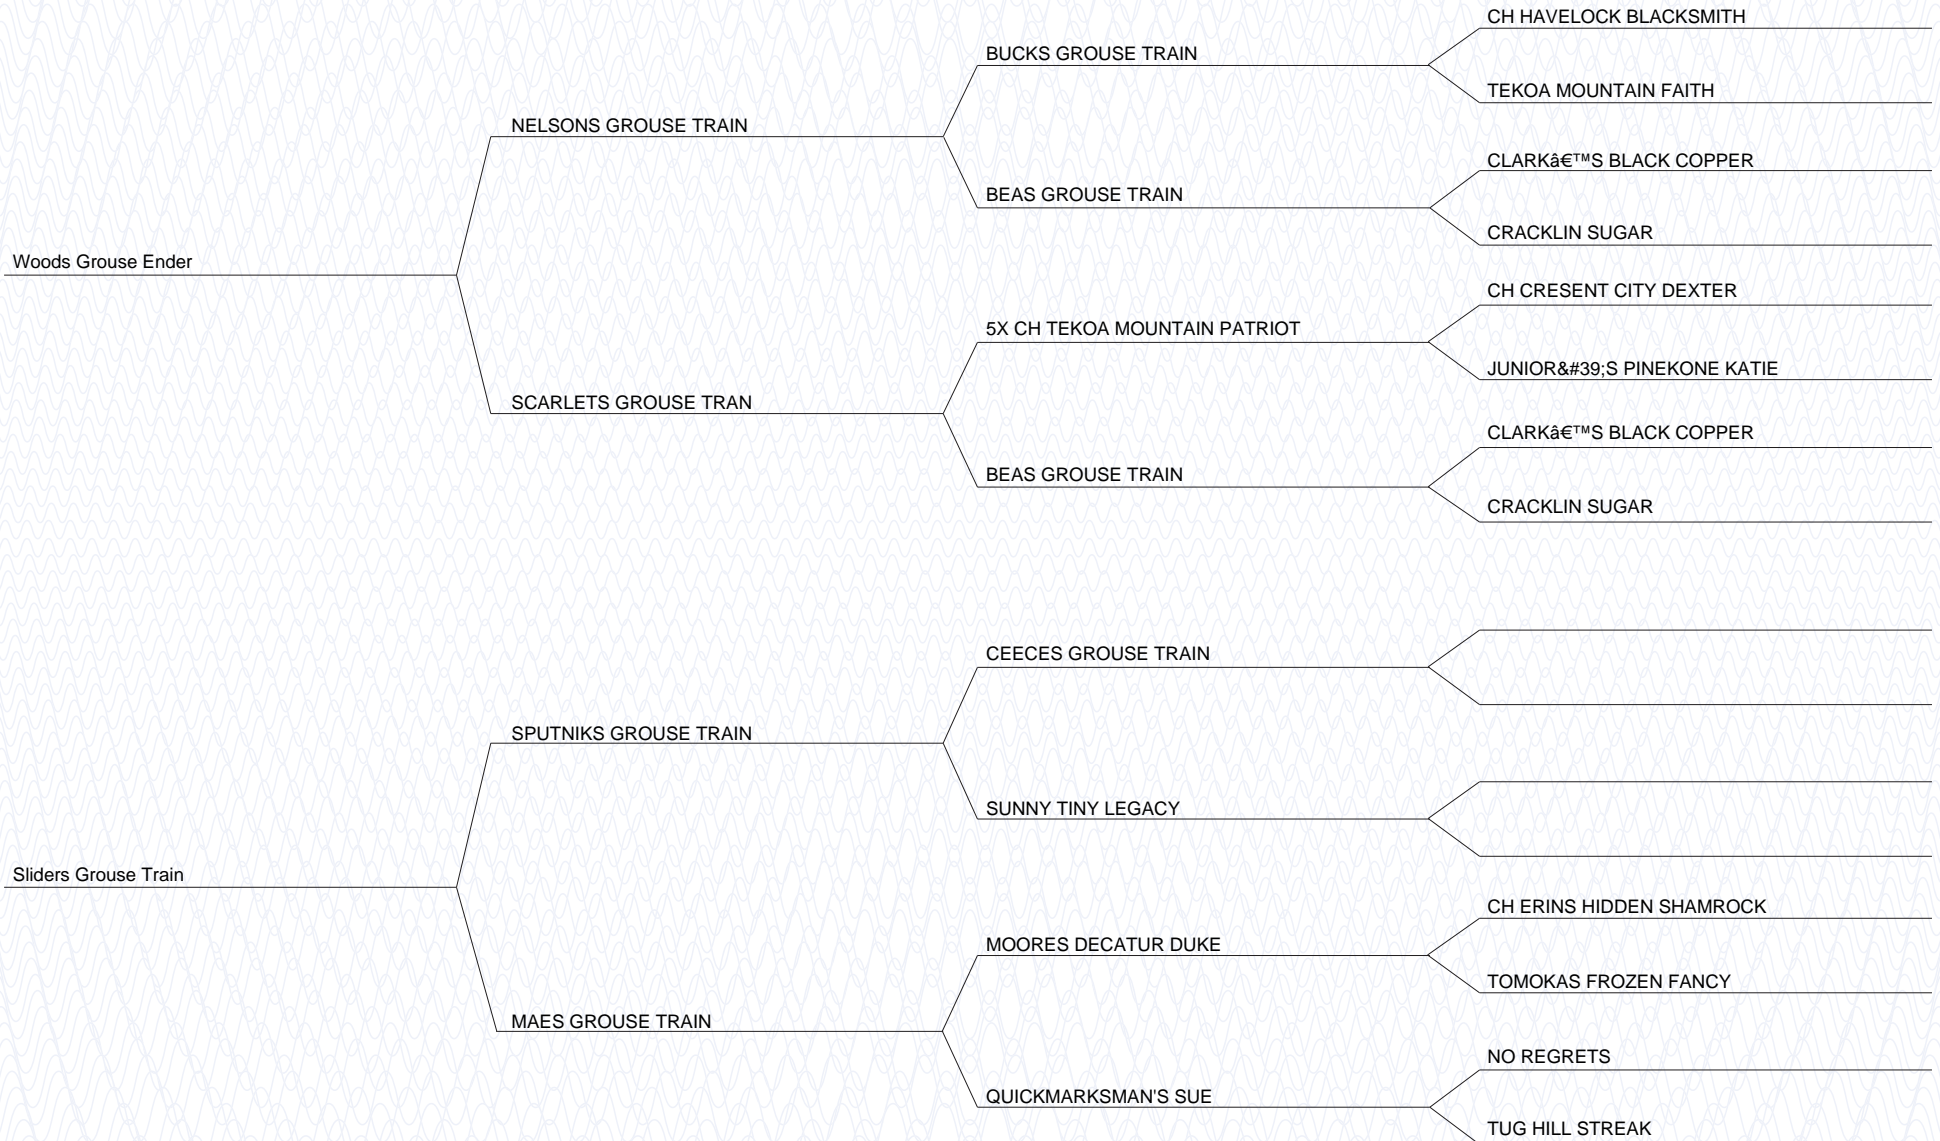 CH HAVELOCK BLACKSMITH
BUCKS GROUSE TRAIN
TEKOA MOUNTAIN FAITH
NELSONS GROUSE TRAIN
CLARKâ€™S BLACK COPPER
BEAS GROUSE TRAIN
CRACKLIN SUGAR
Woods Grouse Ender
CH CRESENT CITY DEXTER
5X CH TEKOA MOUNTAIN PATRIOT
JUNIOR&#39;S PINEKONE KATIE
SCARLETS GROUSE TRAN
CLARKâ€™S BLACK COPPER
BEAS GROUSE TRAIN
CRACKLIN SUGAR
CEECES GROUSE TRAIN
SPUTNIKS GROUSE TRAIN
SUNNY TINY LEGACY
Sliders Grouse Train
CH ERINS HIDDEN SHAMROCK
MOORES DECATUR DUKE
TOMOKAS FROZEN FANCY
MAES GROUSE TRAIN
NO REGRETS
QUICKMARKSMAN'S SUE
TUG HILL STREAK